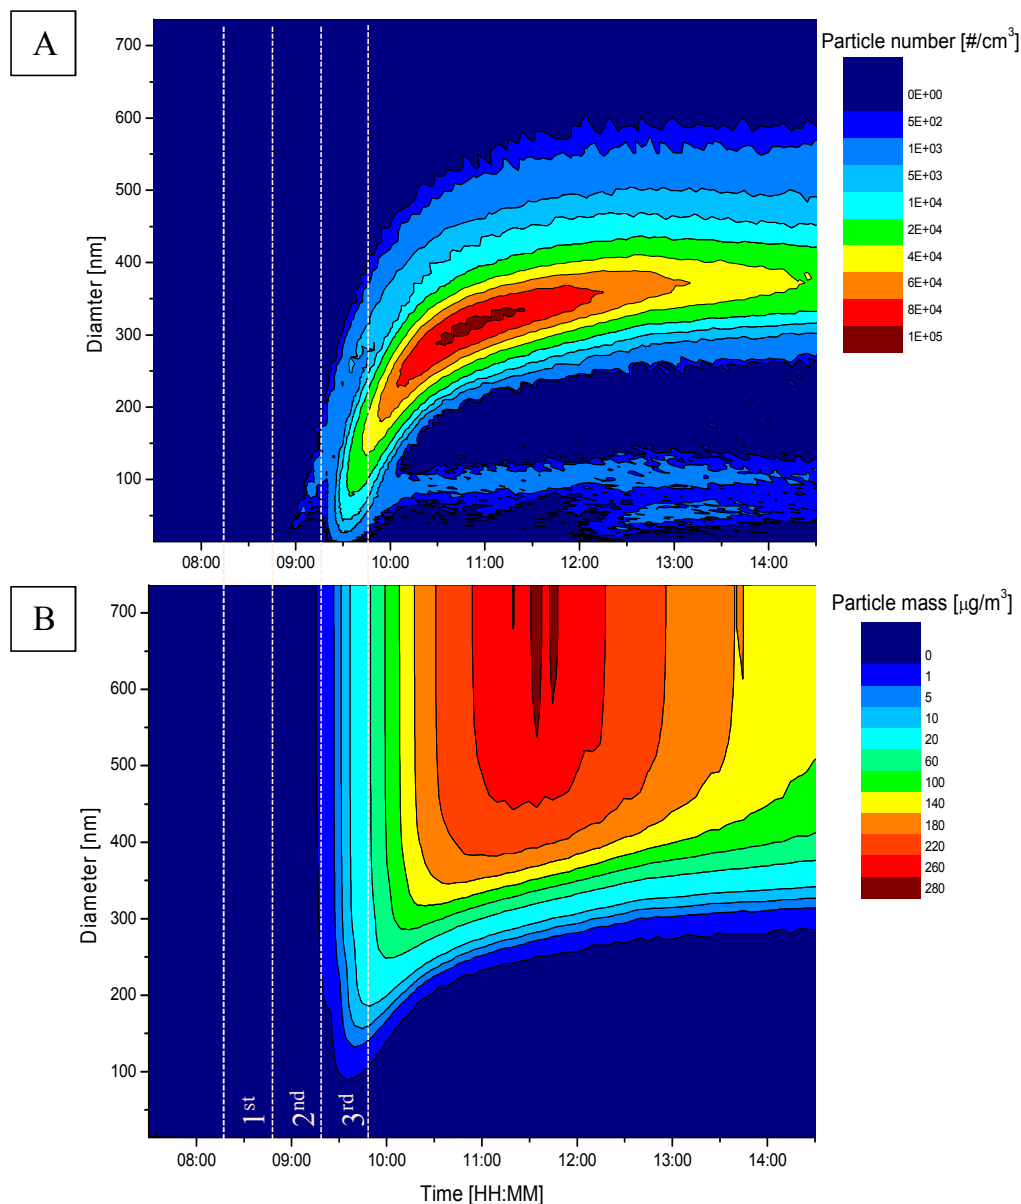 A
Particle number [#/cm³]
0E+00
5E+02
1E+03
5E+03
1E+04
2E+04
4E+04
6E+04
8E+04
1E+05
Diamter [nm]
700
600
500
400
300
200
100
08:00 09:00 10:00 11:00 12:00 13:00 14:00
B
Particle mass [μg/m³]
0
1
5
10
20
60
100
140
180
220
260
280
Diameter [nm]
700
600
500
400
300
200
100
1st 2nd 3rd
08:00 09:00 10:00 11:00 12:00 13:00 14:00
Time [HH:MM]